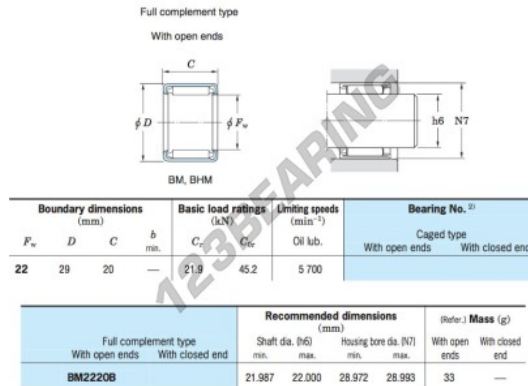 Full complement type
With open ends
C
φD
φFw
h6
N7
BM, BHM
123BEARING
Boundary dimensions (mm) Basic load ratings (kN) Limiting speeds (min⁻¹) Bearing No. 2)
Fw D C b min. Cr C0r Oil lub. Caged type With open ends With closed end
22 29 20 — 21.9 45.2 5 700
Recommended dimensions (mm) (Refer.) Mass (g)
Full complement type With open ends With closed end Shaft dia. (h6) min. max. Housing bore dia. (N7) min. max. With open ends With closed end
BM2220B 21.987 22.000 28.972 28.993 33 —